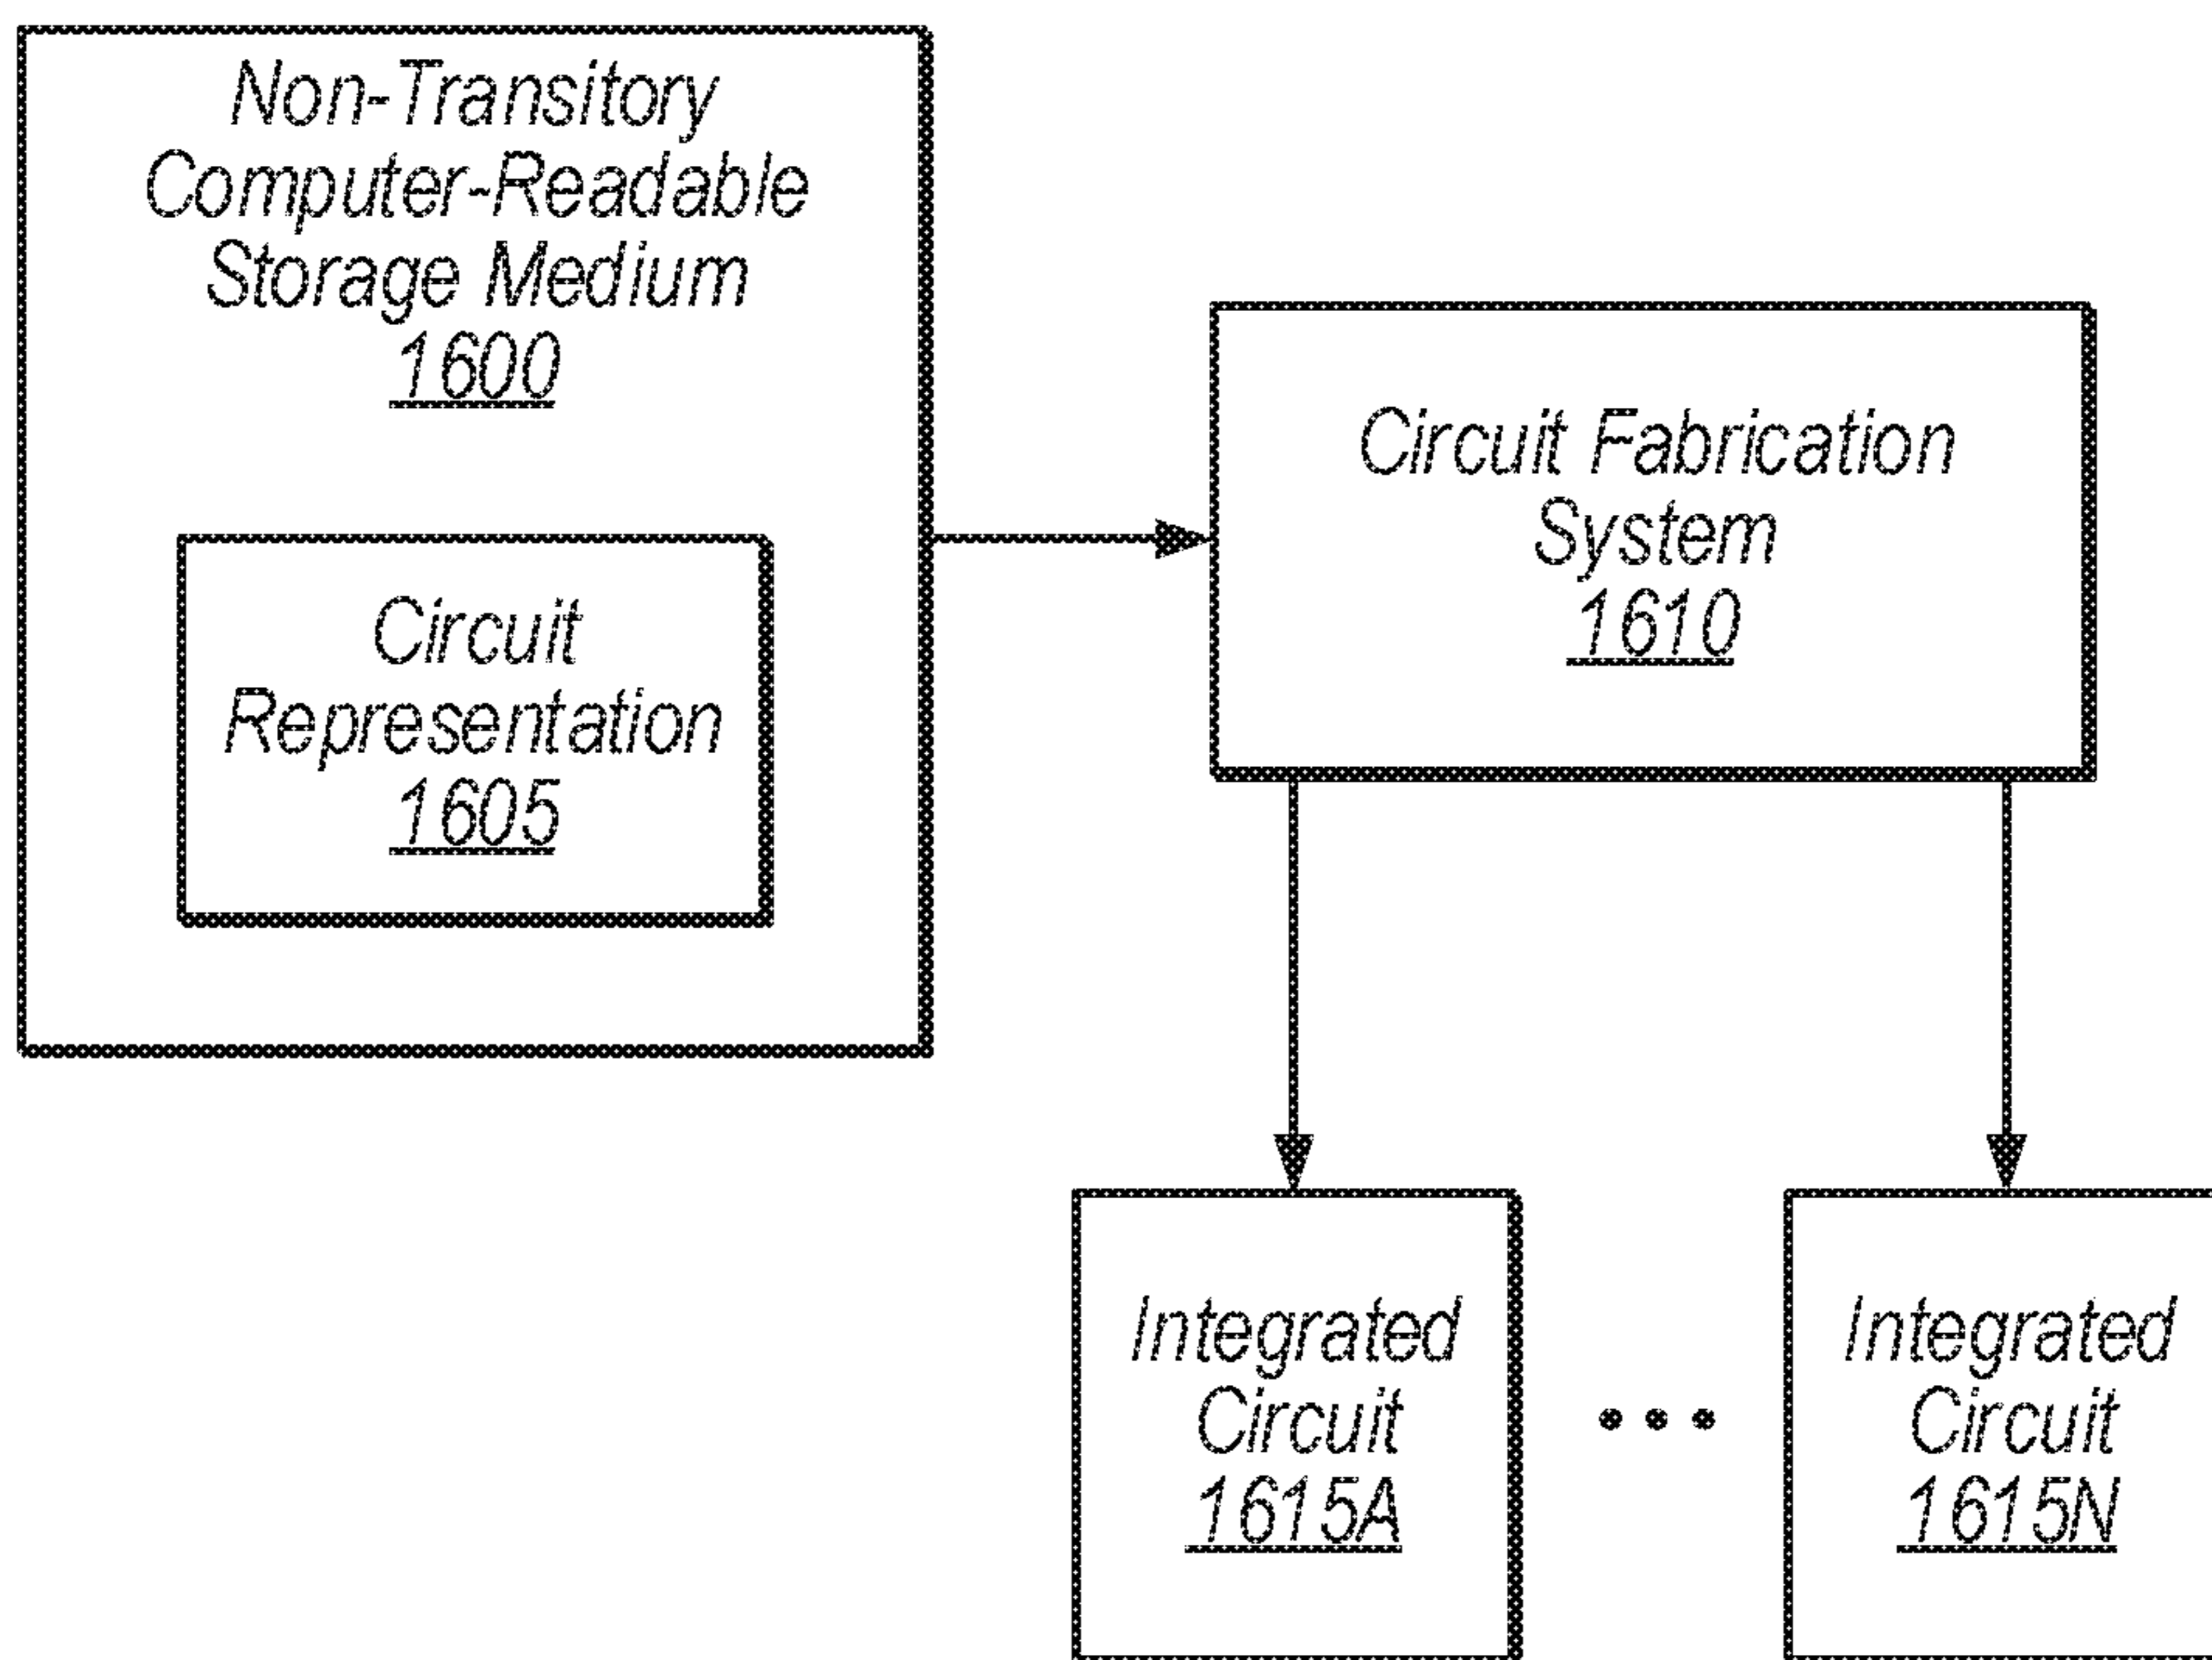 Non-Transitory
Computer-Readable
Storage Medium
1600
Circuit
Representation
1605
Circuit Fabrication
System
1610
Integrated
Circuit
1615A
• • •
Integrated
Circuit
1615N